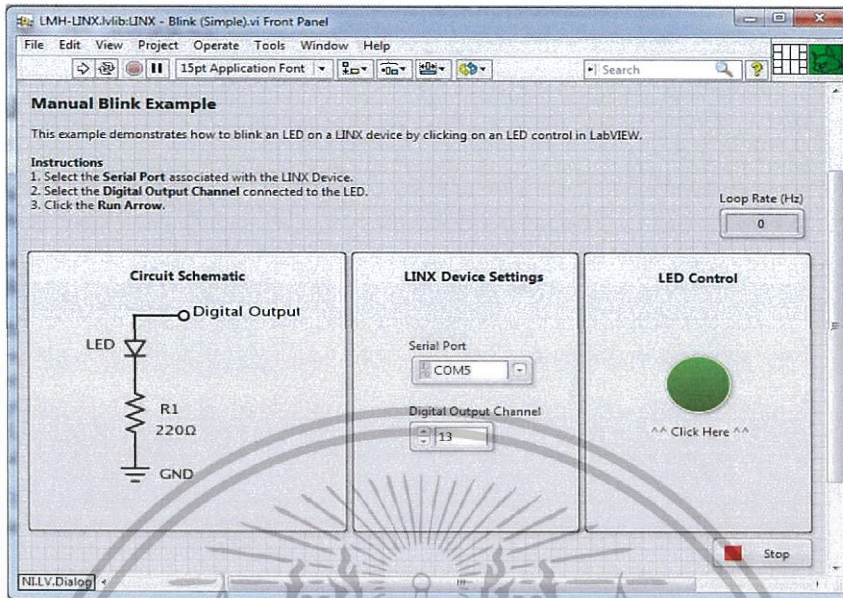 LMH-LINX.lvlib:LINX - Blink (Simple).vi Front Panel
File Edit View Project Operate Tools Window Help
15pt Application Font
Search
Manual Blink Example
This example demonstrates how to blink an LED on a LINX device by clicking on an LED control in LabVIEW.
Instructions
1. Select the Serial Port associated with the LINX Device.
2. Select the Digital Output Channel connected to the LED.
3. Click the Run Arrow.
Loop Rate (Hz)
0
Circuit Schematic
Digital Output
LED
R1
220Ω
GND
LINX Device Settings
Serial Port
COM5
Digital Output Channel
13
LED Control
^^ Click Here ^^
Stop
NI.LV.Dialog